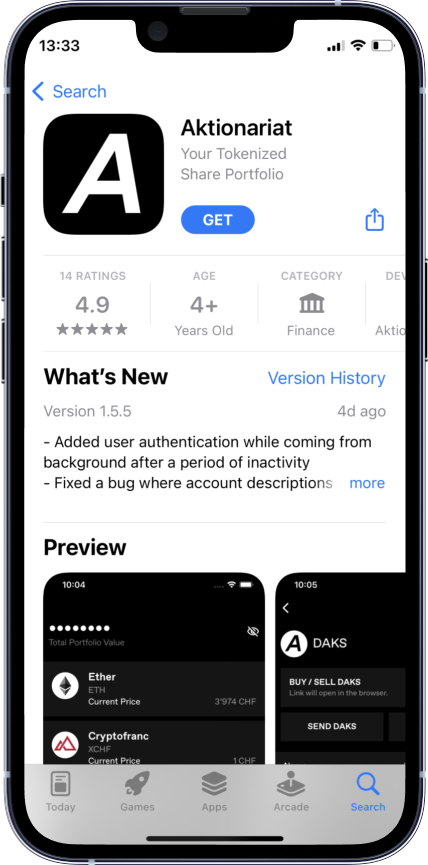 13:33
Search
A
Aktionariat
Your Tokenized
Share Portfolio
GET
14 RATINGS
AGE
CATEGORY
DEV
4.9
4+
Years Old
Finance
Aktio
What's New
Version History
Version 1.5.5
4d ago
- Added user authentication while coming from
background after a period of inactivity
- Fixed a bug where account descriptions more
Preview
10:04
Total Portfolio Value
Ether
ETH
Current Price
3'974 CHF
Cryptofranc
XCHF
Current Price
1 CHF
10:05
A DAKS
BUY / SELL DAKS
Link will open in the browser.
SEND DAKS
Today
Games
Apps
Arcade
Search